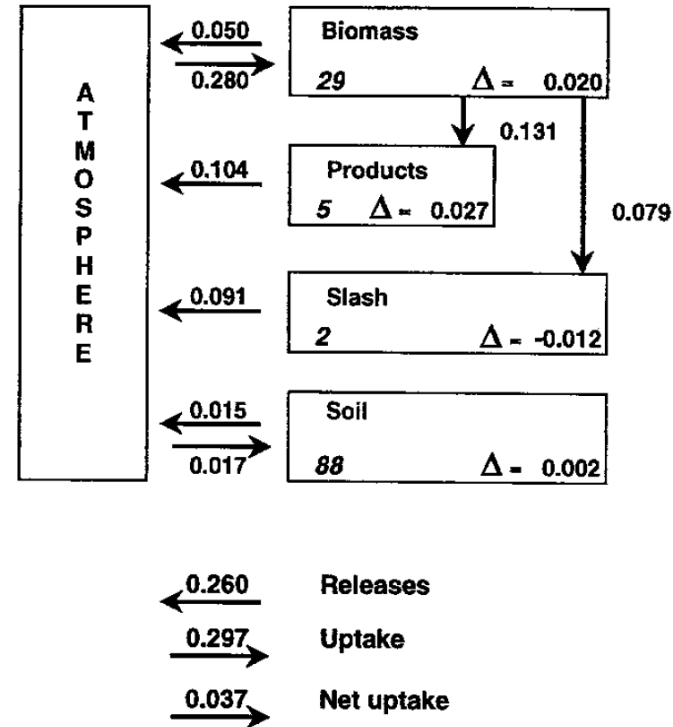 ATMOSPHERE
0.050
0.280
Biomass
29 Δ = 0.020
0.131
0.079
0.104
Products
5 Δ = 0.027
0.091
Slash
2 Δ = -0.012
0.015
0.017
Soil
88 Δ = 0.002
0.260 Releases
0.297 Uptake
0.037 Net uptake